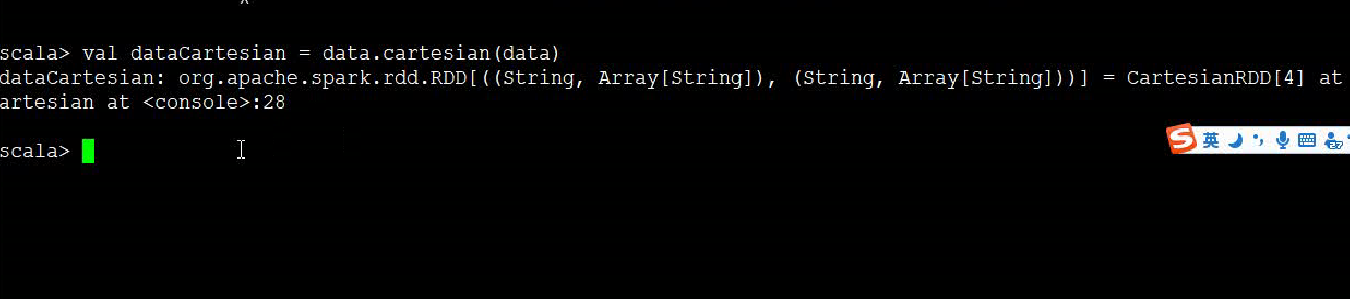 scala> val dataCartesian = data.cartesian(data)
dataCartesian: org.apache.spark.rdd.RDD[((String, Array[String]), (String, Array[String]))] = CartesianRDD[4] at
artesian at <console>:28
scala>
英